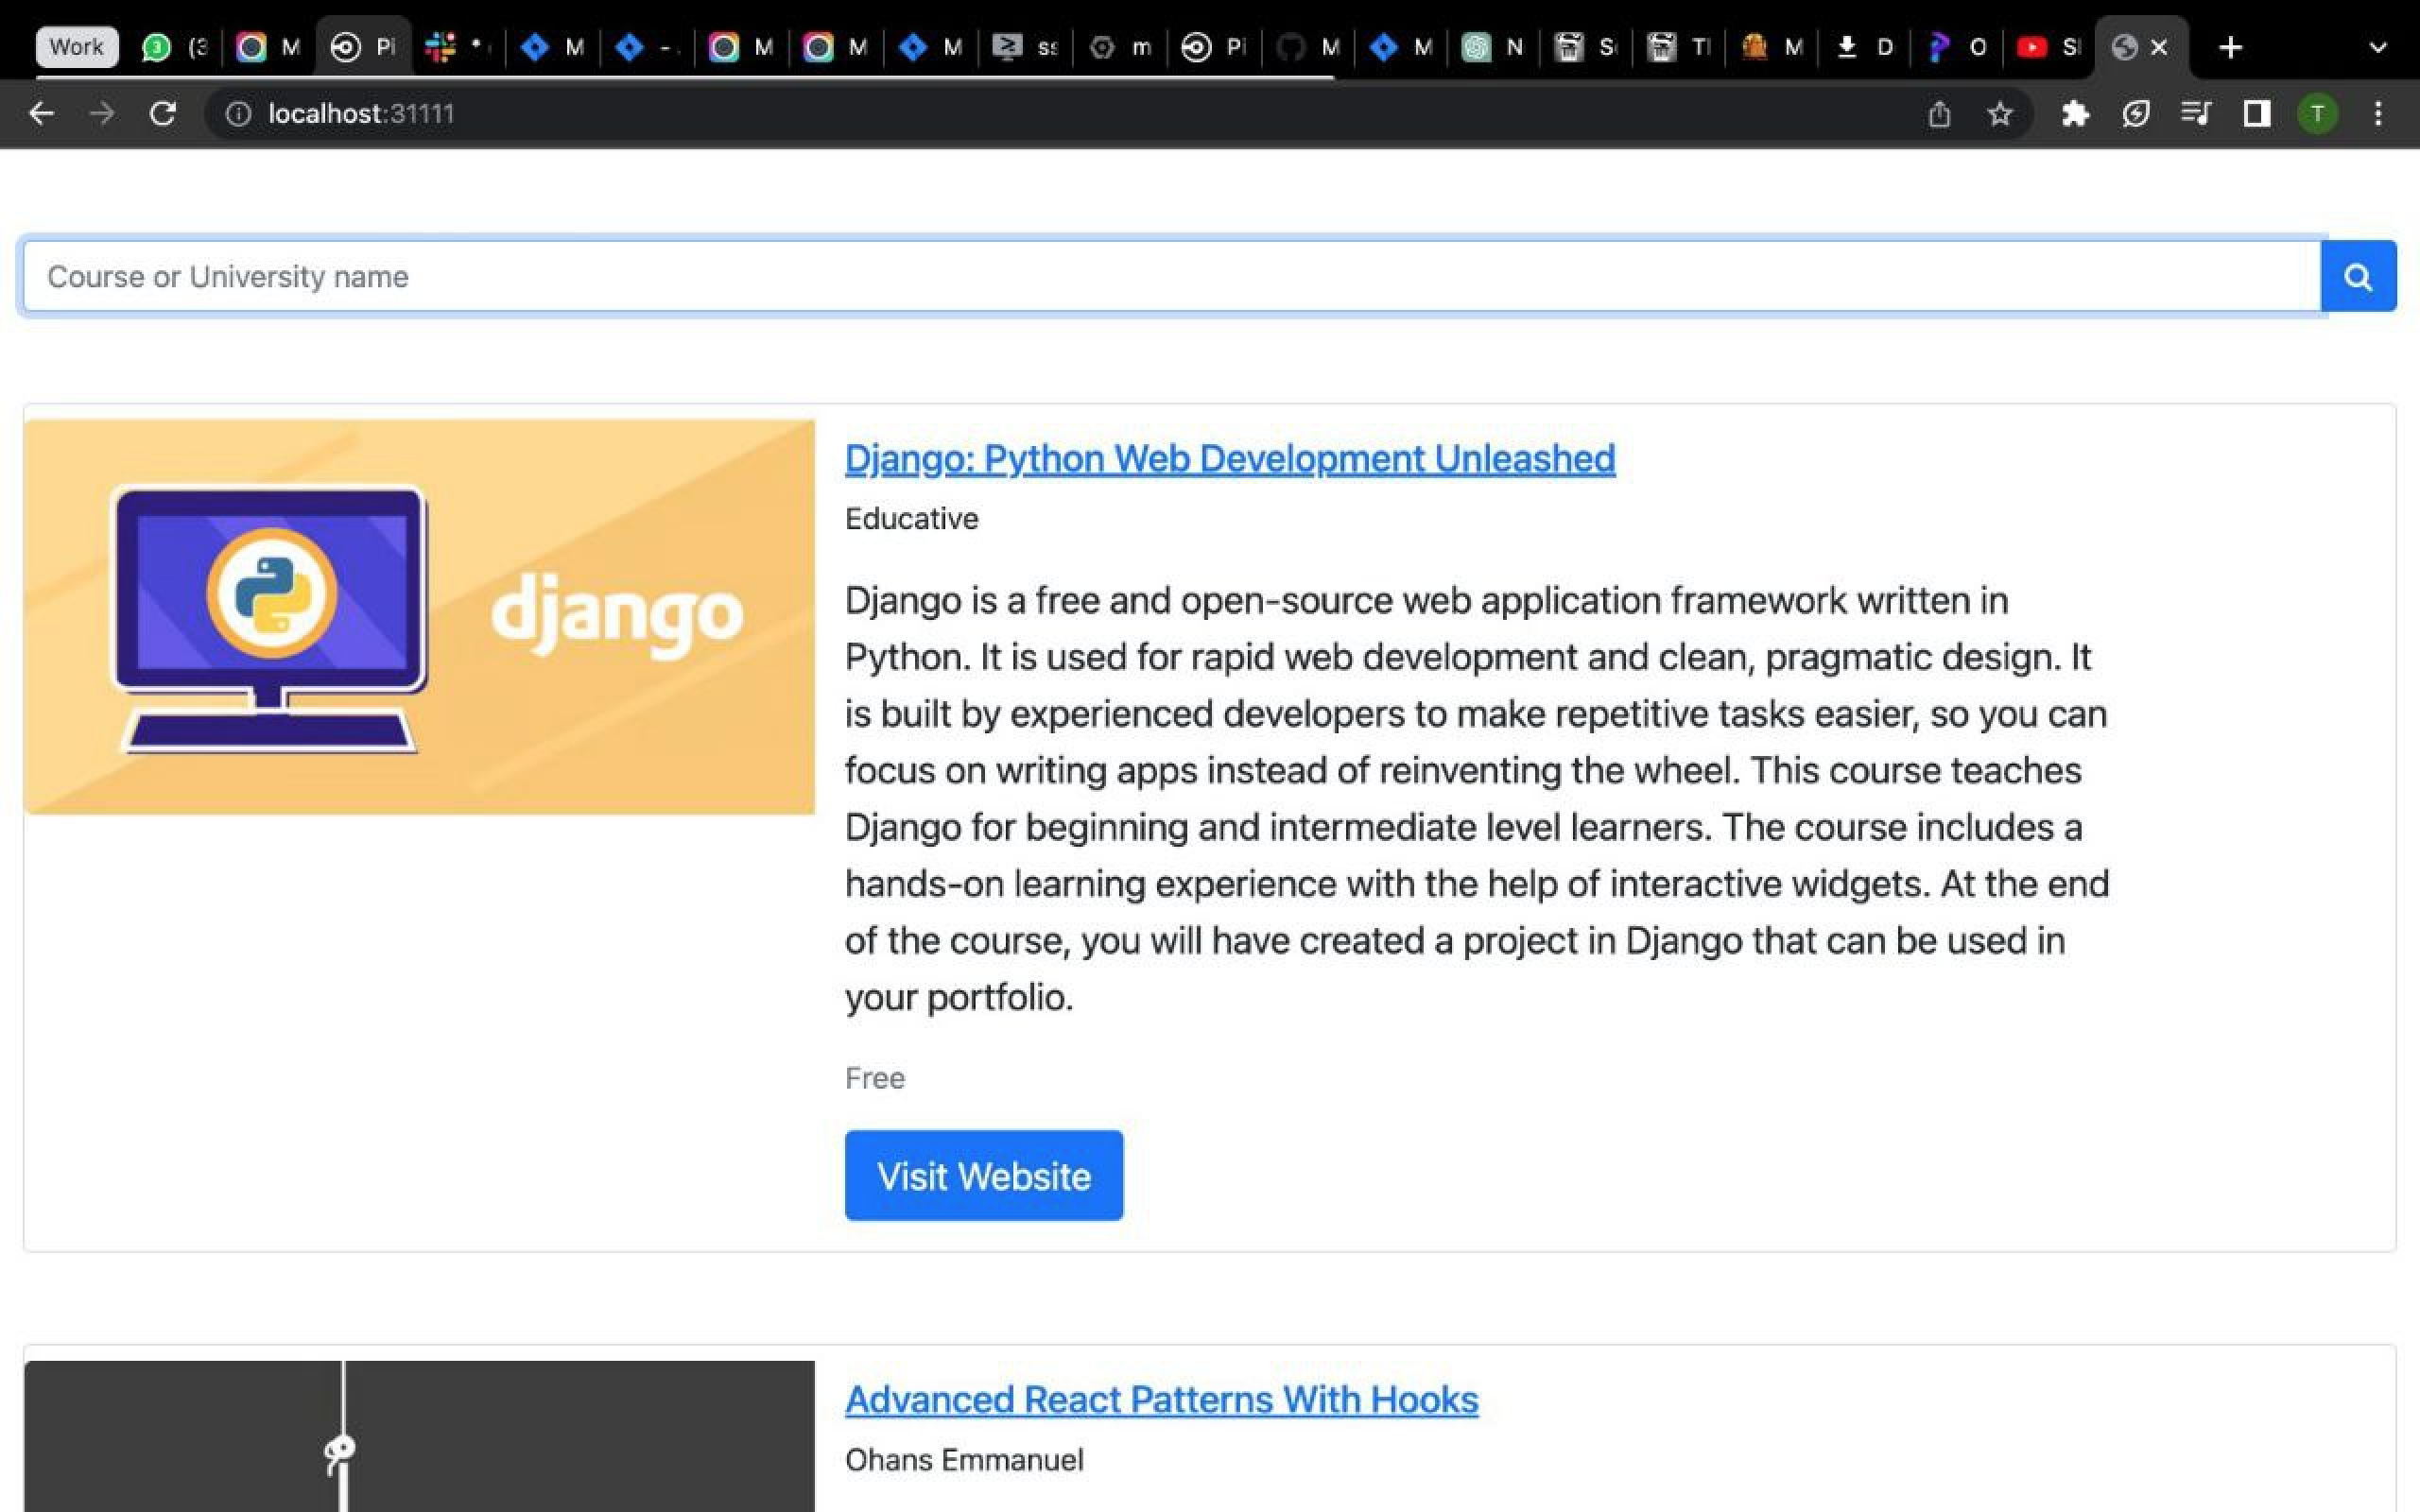 Work (3 M Pi M - . M M M ss m Pi M M N S T M D O S
localhost:31111 T
Course or University name
django
Django: Python Web Development Unleashed
Educative
Django is a free and open-source web application framework written in
Python. It is used for rapid web development and clean, pragmatic design. It
is built by experienced developers to make repetitive tasks easier, so you can
focus on writing apps instead of reinventing the wheel. This course teaches
Django for beginning and intermediate level learners. The course includes a
hands-on learning experience with the help of interactive widgets. At the end
of the course, you will have created a project in Django that can be used in
your portfolio.
Free
Visit Website
Advanced React Patterns With Hooks
Ohans Emmanuel